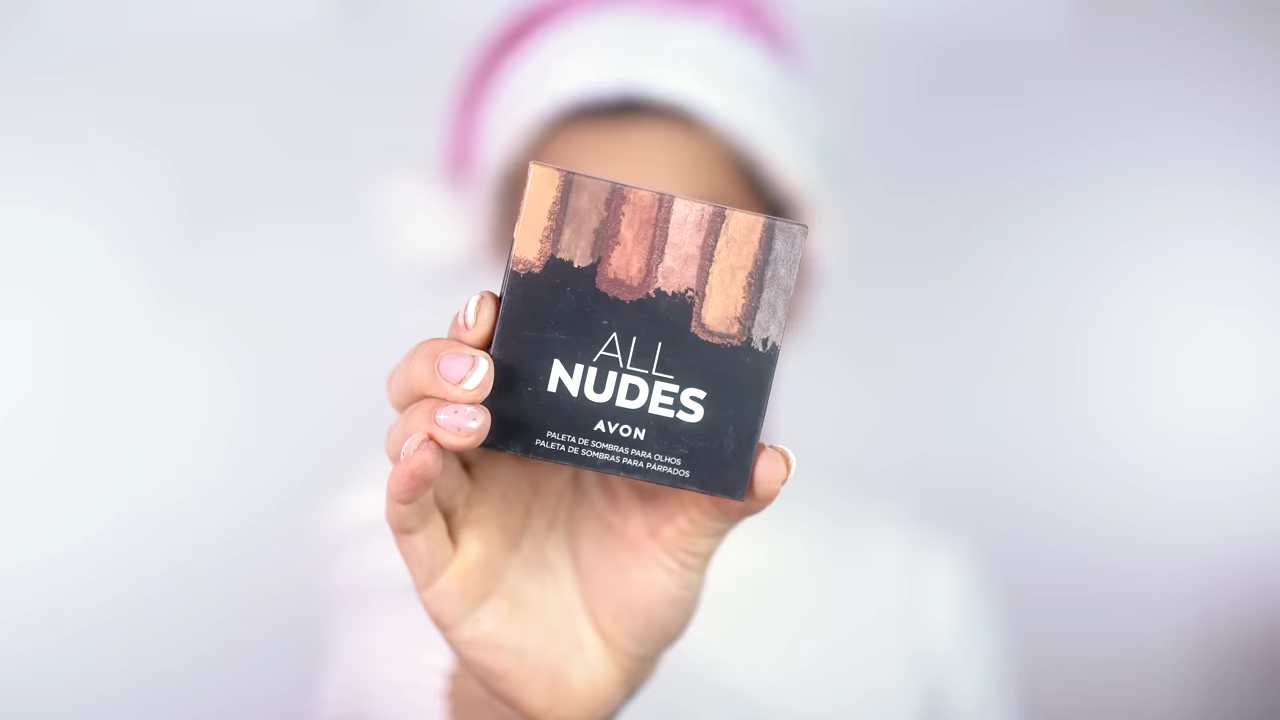 ALL
NUDES
AVON
PALETA DE SOMBRAS PARA OLHOS
PALETA DE SOMBRAS PARA PÁRPADOS